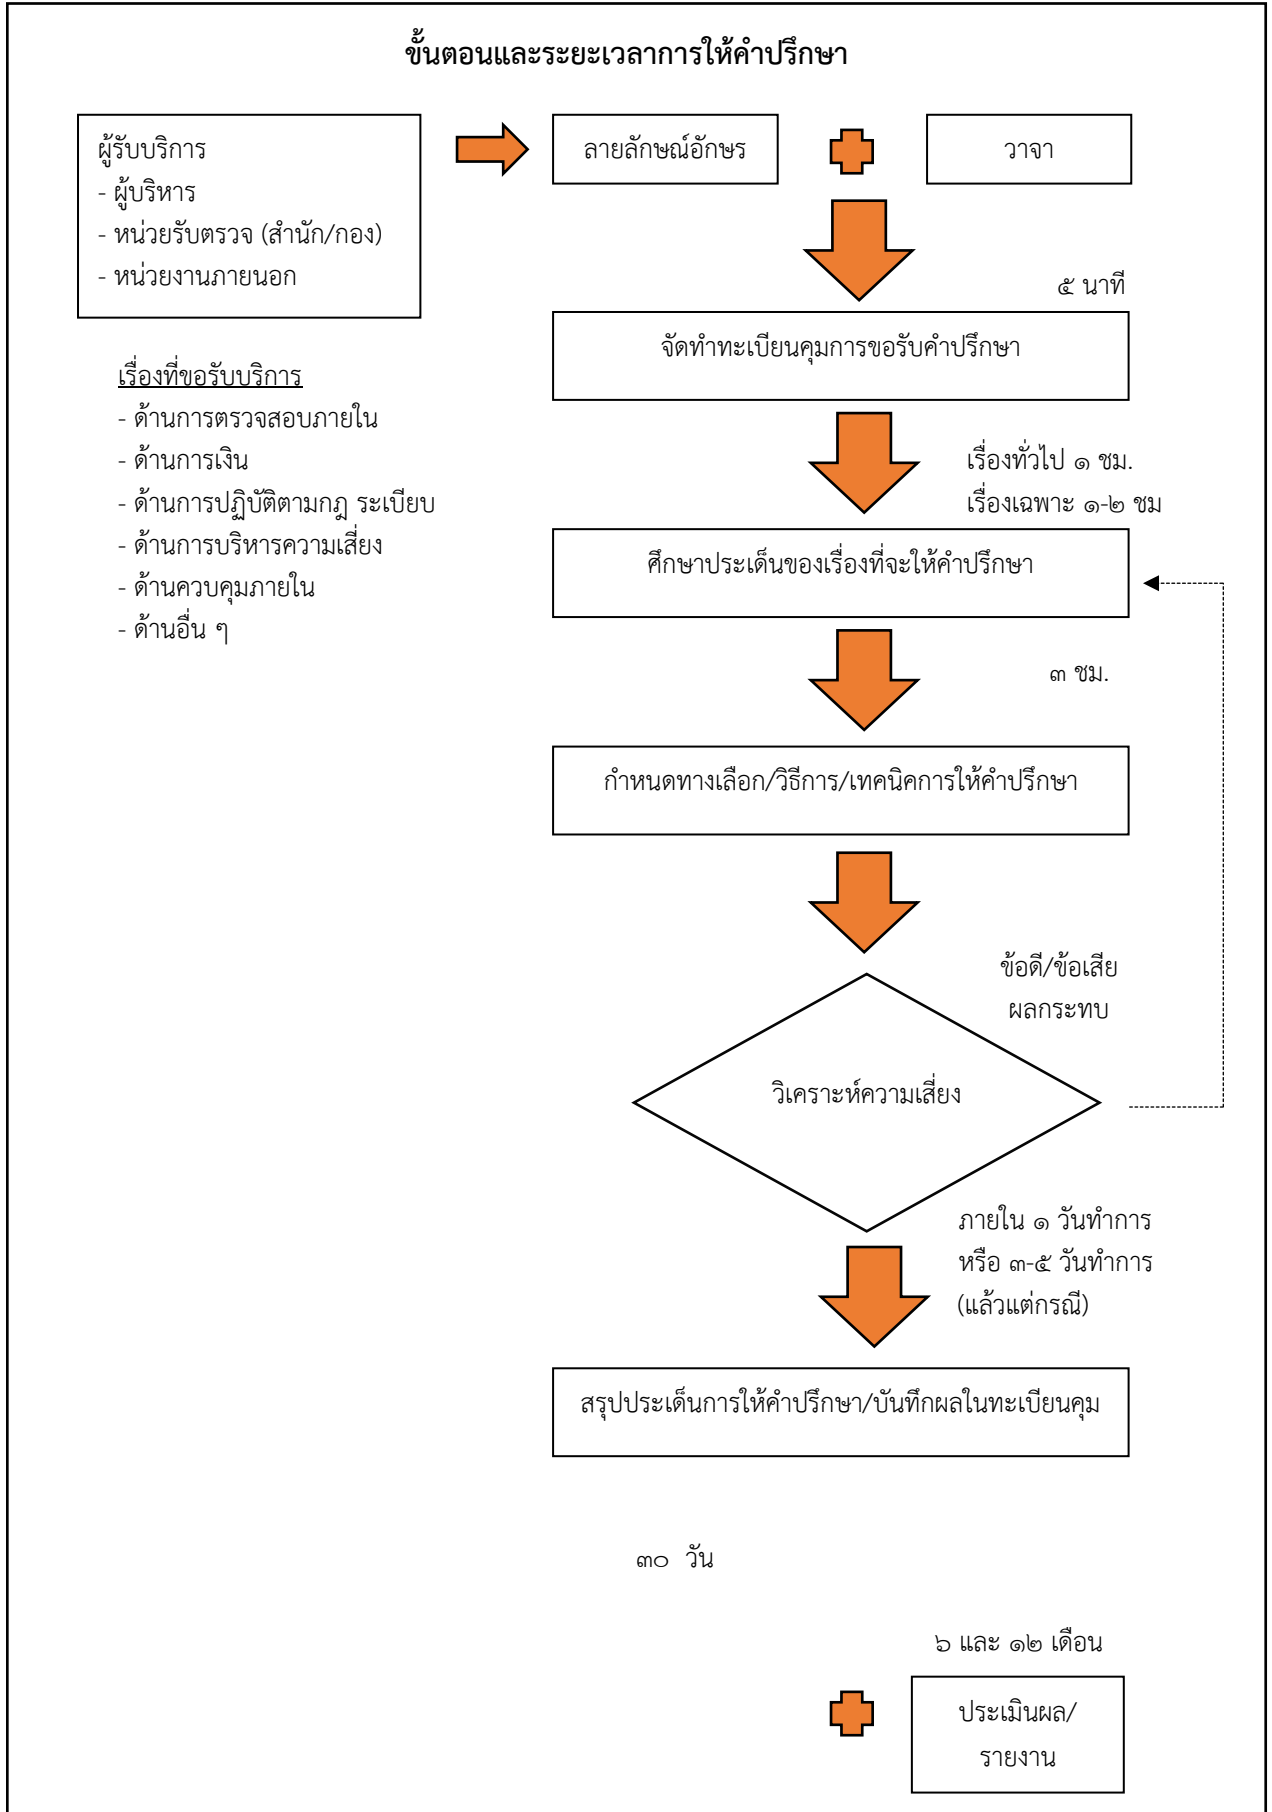 ขั้นตอนและระยะเวลาการให้คำปรึกษา
ผู้รับบริการ
- ผู้บริหาร
- หน่วยรับตรวจ (สำนัก/กอง)
- หน่วยงานภายนอก
ลายลักษณ์อักษร
วาจา
๕ นาที
จัดทำทะเบียนคุมการขอรับคำปรึกษา
เรื่องที่ขอรับบริการ
- ด้านการตรวจสอบภายใน
- ด้านการเงิน
- ด้านการปฏิบัติตามกฎ ระเบียบ
- ด้านการบริหารความเสี่ยง
- ด้านควบคุมภายใน
- ด้านอื่น ๆ
เรื่องทั่วไป ๑ ชม.
เรื่องเฉพาะ ๑-๒ ชม
ศึกษาประเด็นของเรื่องที่จะให้คำปรึกษา
๓ ชม.
กำหนดทางเลือก/วิธีการ/เทคนิคการให้คำปรึกษา
ข้อดี/ข้อเสีย
ผลกระทบ
วิเคราะห์ความเสี่ยง
ภายใน ๑ วันทำการ
หรือ ๓-๕ วันทำการ
(แล้วแต่กรณี)
สรุปประเด็นการให้คำปรึกษา/บันทึกผลในทะเบียนคุม
๓๐ วัน
๖ และ ๑๒ เดือน
ประเมินผล/
รายงาน